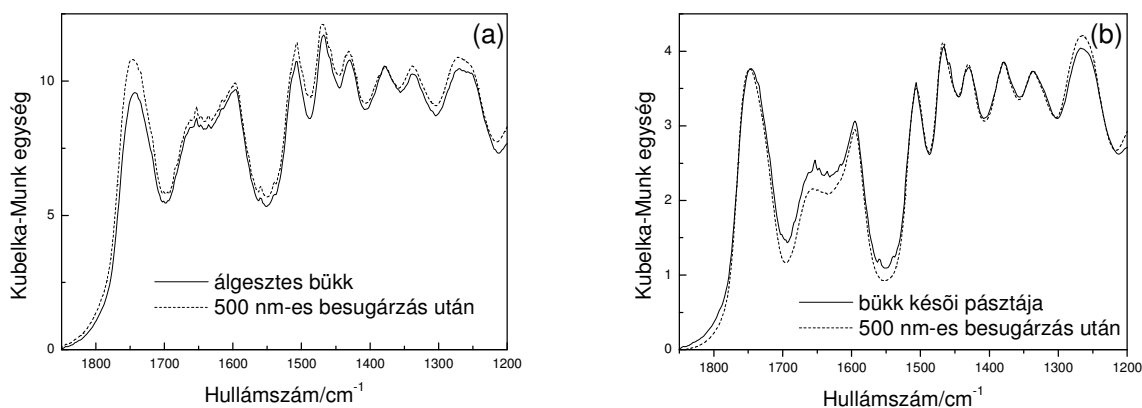 (a)
Kubelka-Munk egység
10
5
0
álgesztes bükk
500 nm-es besugárzás után
1800 1700 1600 1500 1400 1300 1200
Hullámszám/cm⁻¹
(b)
Kubelka-Munk egység
4
3
2
1
0
bükk késői pásztája
500 nm-es besugárzás után
1800 1700 1600 1500 1400 1300 1200
Hullámszám/cm⁻¹